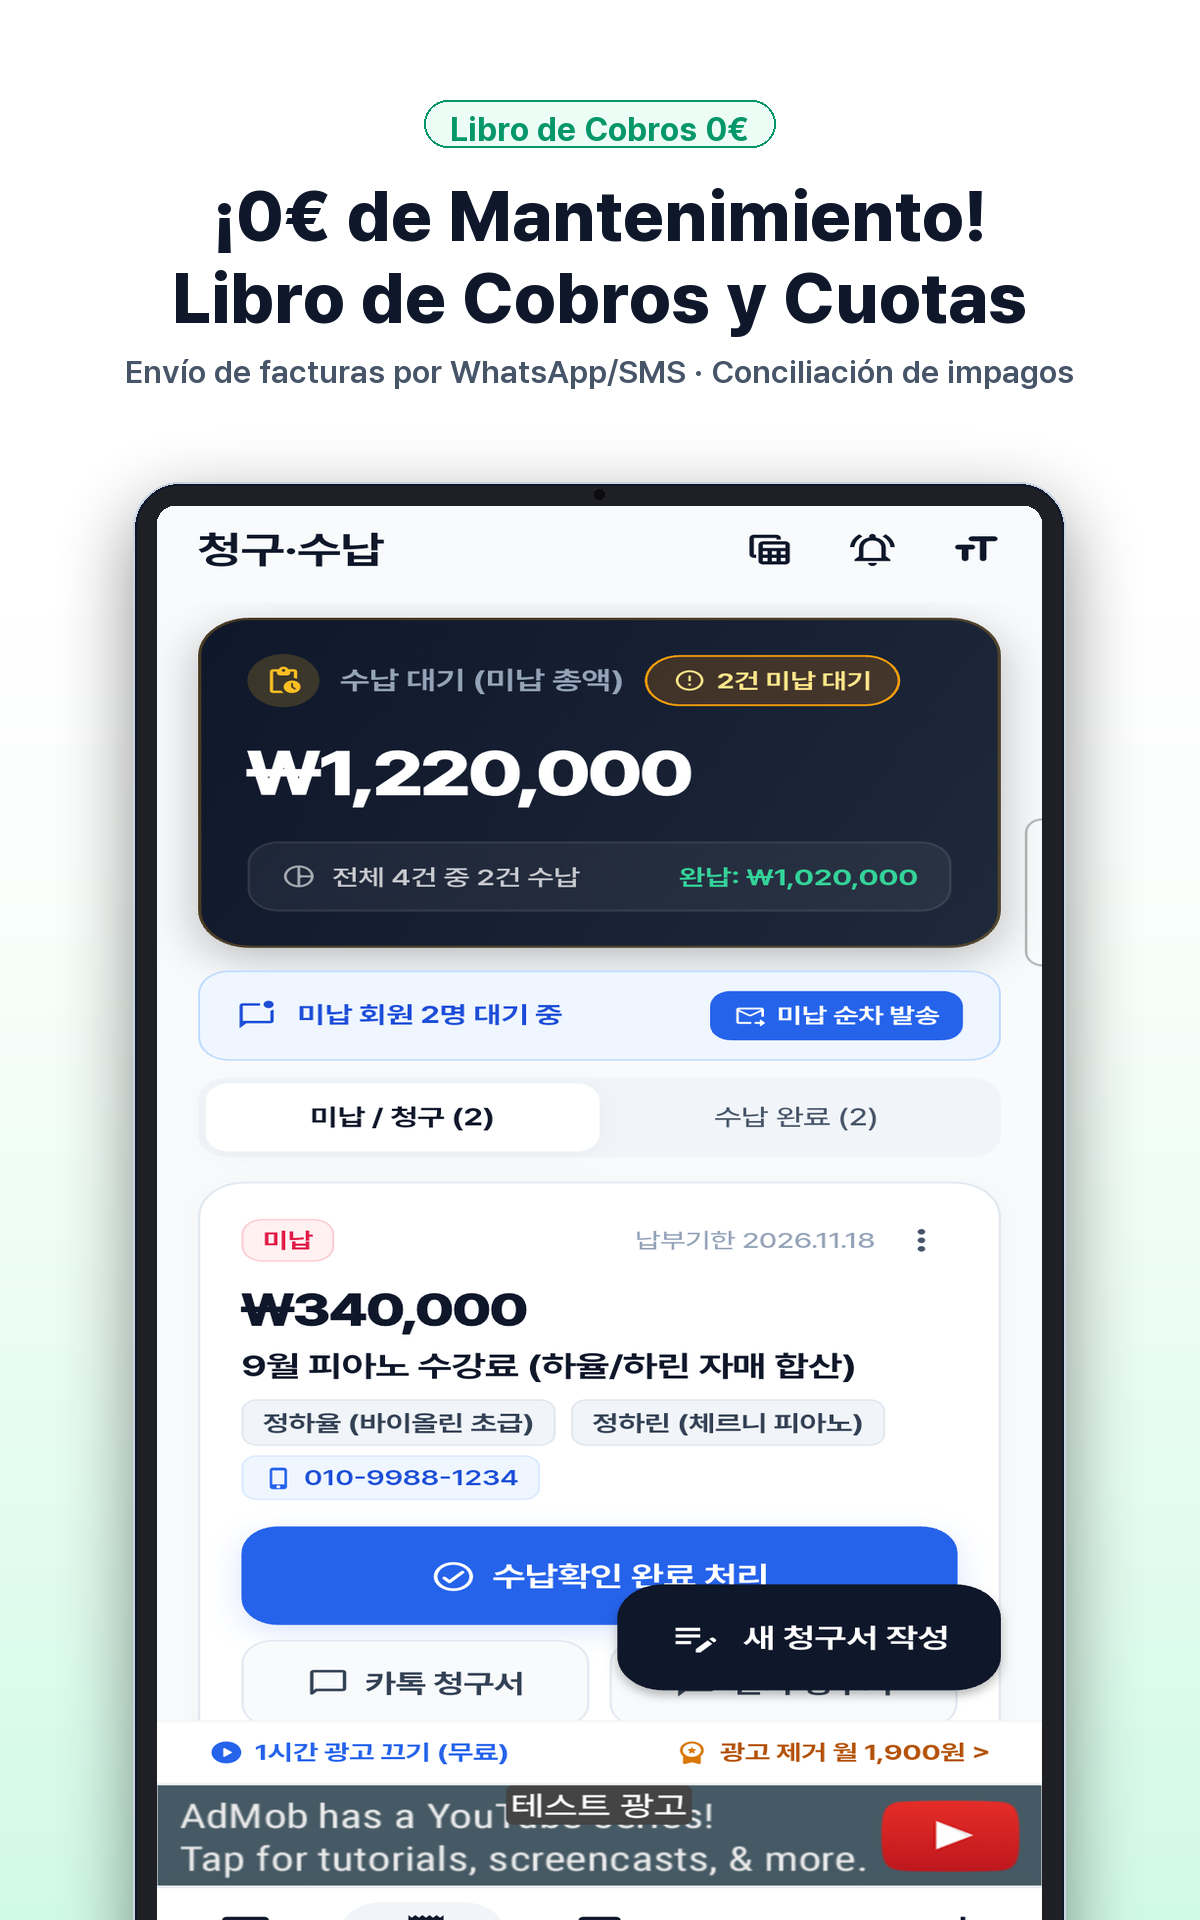 Libro de Cobros 0€
¡0€ de Mantenimiento!
Libro de Cobros y Cuotas
Envío de facturas por WhatsApp/SMS · Conciliación de impagos
청구·수납
수납 대기 (미납 총액)
2건 미납 대기
₩1,220,000
전체 4건 중 2건 수납
완납: ₩1,020,000
미납 회원 2명 대기 중
미납 순차 발송
미납 / 청구 (2)
수납 완료 (2)
미납
납부기한 2026.11.18
₩340,000
9월 피아노 수강료 (하율/하린 자매 합산)
정하율 (바이올린 초급)
정하린 (체르니 피아노)
010-9988-1234
수납확인 완료 처리
새 청구서 작성
카톡 청구서
1시간 광고 끄기 (무료)
광고 제거 월 1,900원 >
테스트 광고
AdMob has a YouTube series!
Tap for tutorials, screencasts, & more.